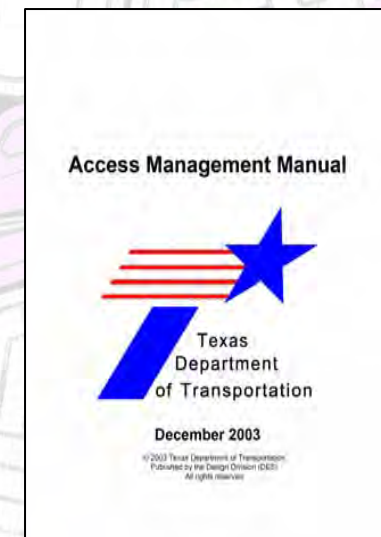 Access Management Manual
Texas
Department
of Transportation
December 2003
© 2003 Texas Department of Transportation
Published by the Design Division (DES)
All rights reserved